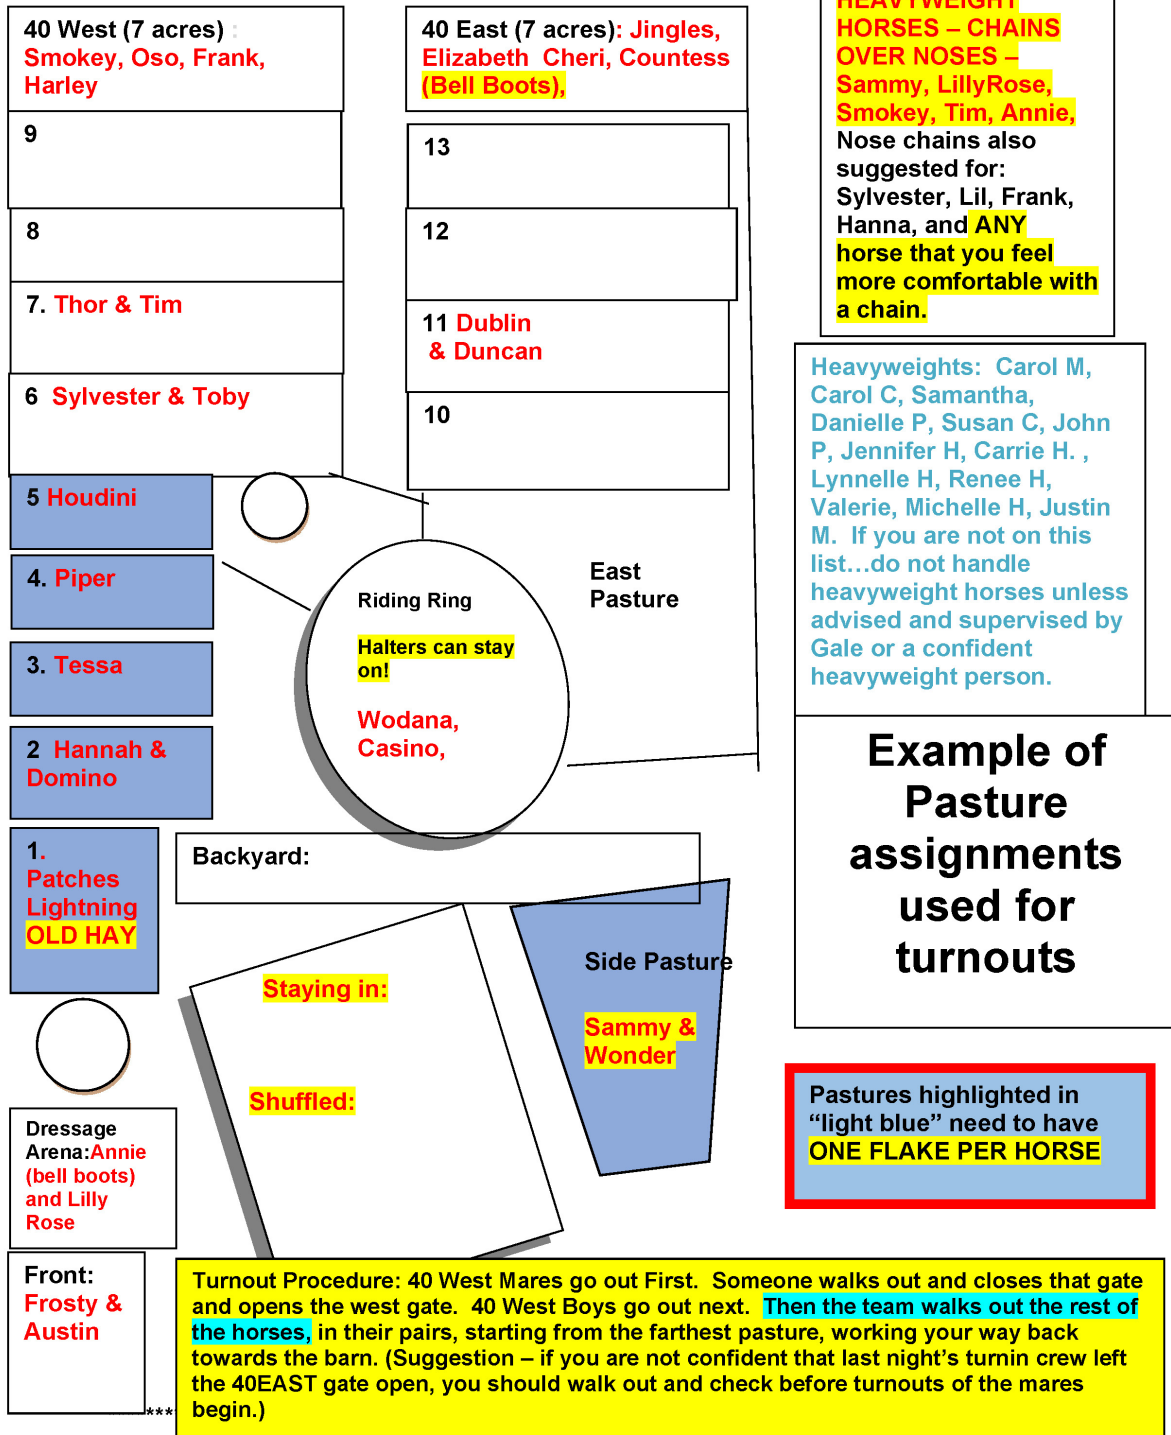 40 West (7 acres) :
Smokey, Oso, Frank,
Harley
9
8
7. Thor & Tim
6 Sylvester & Toby
5 Houdini
4. Piper
3. Tessa
2 Hannah &
Domino
1.
Patches
Lightning
OLD HAY
Dressage
Arena:Annie
(bell boots)
and Lilly
Rose
Front:
Frosty &
Austin
40 East (7 acres): Jingles,
Elizabeth Cheri, Countess
(Bell Boots),
13
12
11 Dublin
& Duncan
10
Riding Ring
Halters can stay
on!
Wodana,
Casino,
East
Pasture
Backyard:
Staying in:
Shuffled:
Side Pasture
Sammy &
Wonder
HEAVYWEIGHT
HORSES – CHAINS
OVER NOSES –
Sammy, LillyRose,
Smokey, Tim, Annie,
Nose chains also
suggested for:
Sylvester, Lil, Frank,
Hanna, and ANY
horse that you feel
more comfortable with
a chain.
Heavyweights: Carol M,
Carol C, Samantha,
Danielle P, Susan C, John
P, Jennifer H, Carrie H. ,
Lynnelle H, Renee H,
Valerie, Michelle H, Justin
M. If you are not on this
list…do not handle
heavyweight horses unless
advised and supervised by
Gale or a confident
heavyweight person.
Example of
Pasture
assignments
used for
turnouts
Pastures highlighted in
“light blue” need to have
ONE FLAKE PER HORSE
Turnout Procedure: 40 West Mares go out First. Someone walks out and closes that gate
and opens the west gate. 40 West Boys go out next. Then the team walks out the rest of
the horses, in their pairs, starting from the farthest pasture, working your way back
towards the barn. (Suggestion – if you are not confident that last night’s turnin crew left
the 40EAST gate open, you should walk out and check before turnouts of the mares
begin.)